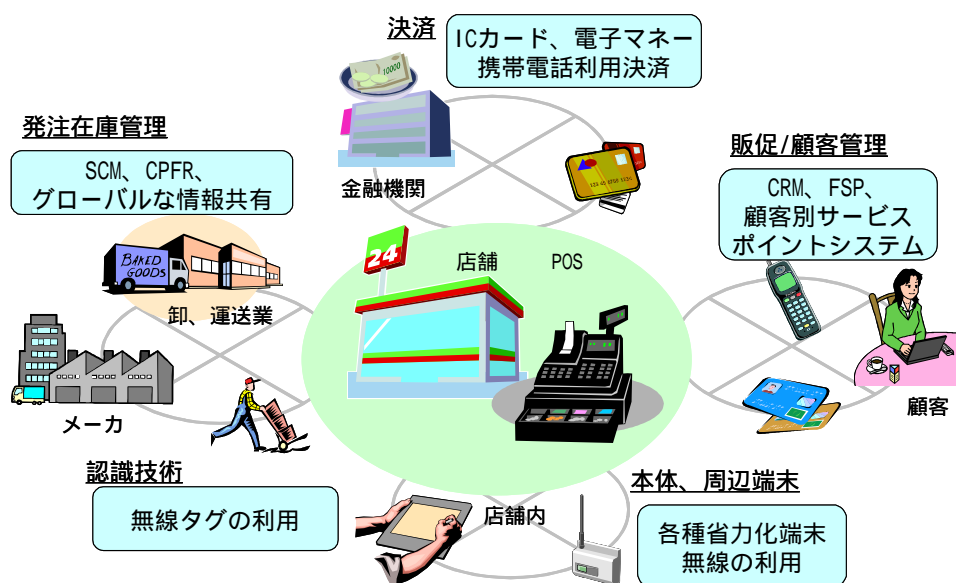 決済
ICカード、電子マネー
携帯電話利用決済
10000
金融機関
発注在庫管理
SCM、CPFR、
グローバルな情報共有
BAKED
GOODS
卸、運送業
メーカ
販促/顧客管理
CRM、FSP、
顧客別サービス
ポイントシステム
顧客
24
店舗 POS
認識技術
無線タグの利用
店舗内
本体、周辺端末
各種省力化端末
無線の利用